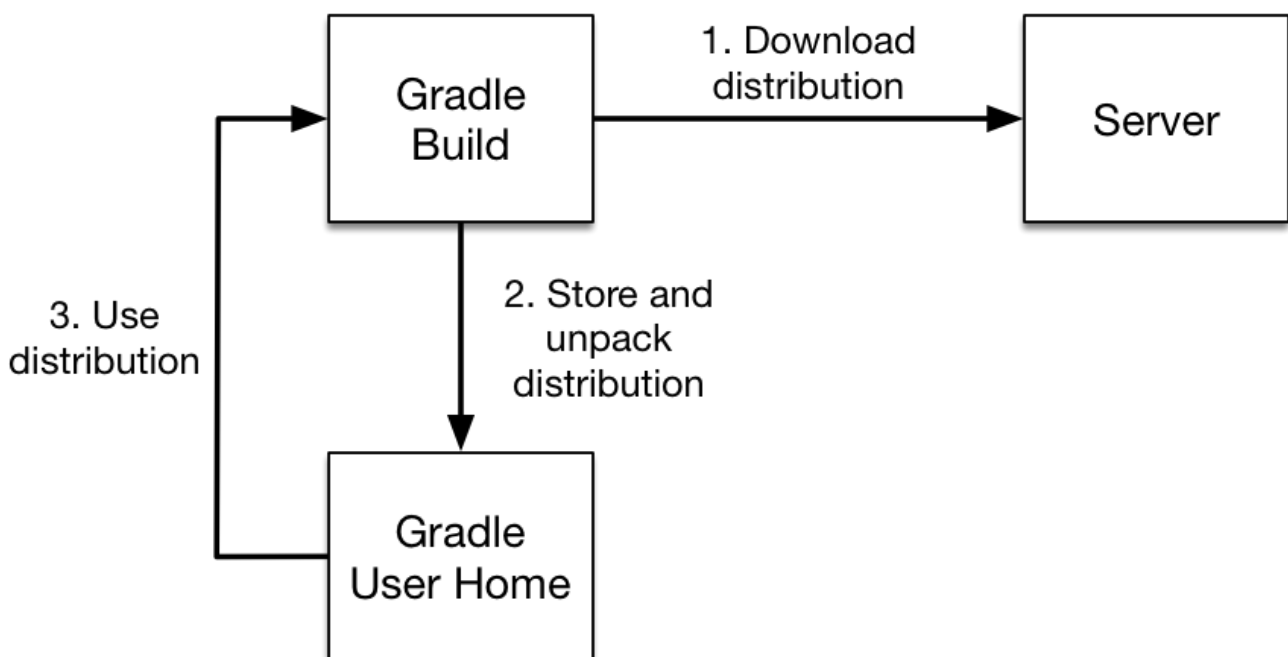 Gradle
Build
1. Download
distribution
Server
2. Store and
unpack
distribution
3. Use
distribution
Gradle
User Home